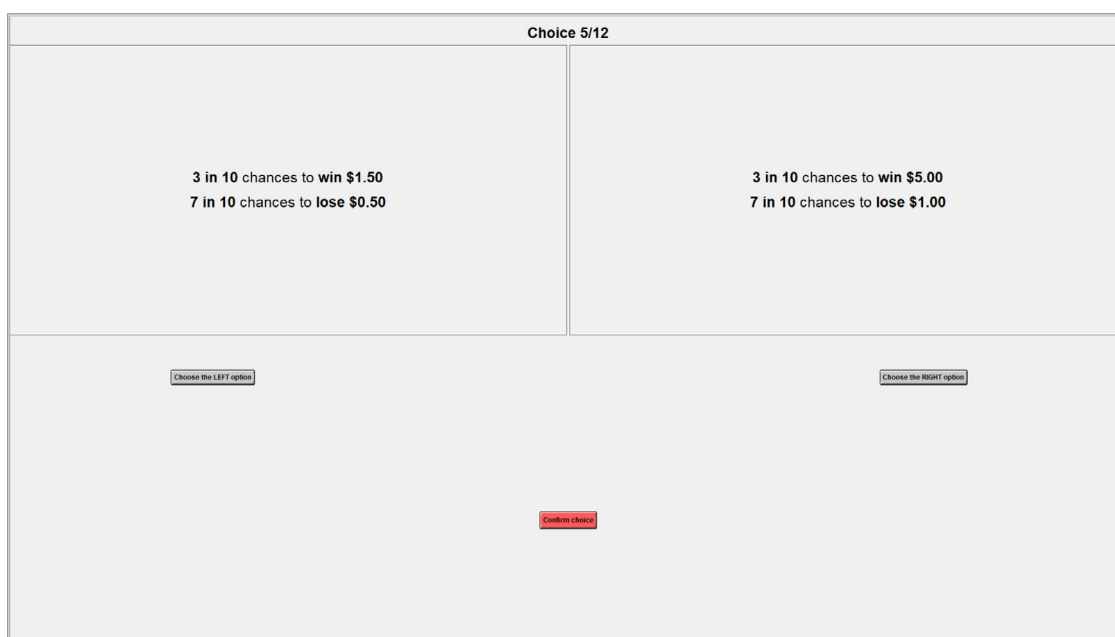 Choice 5/12
3 in 10 chances to win $1.50
7 in 10 chances to lose $0.50
3 in 10 chances to win $5.00
7 in 10 chances to lose $1.00
Choose the LEFT option
Choose the RIGHT option
Confirm choice